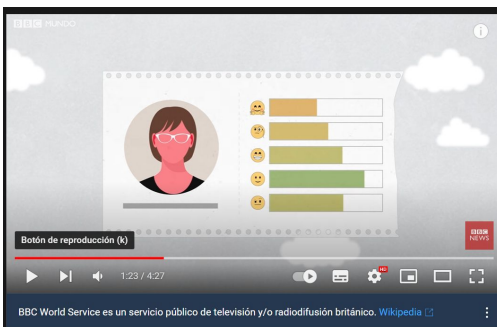 BBC MUNDO
BBC
NEWS
Botón de reproducción (k)
1:23 / 4:27
HD
BBC World Service es un servicio público de televisión y/o radiodifusión británico. Wikipedia